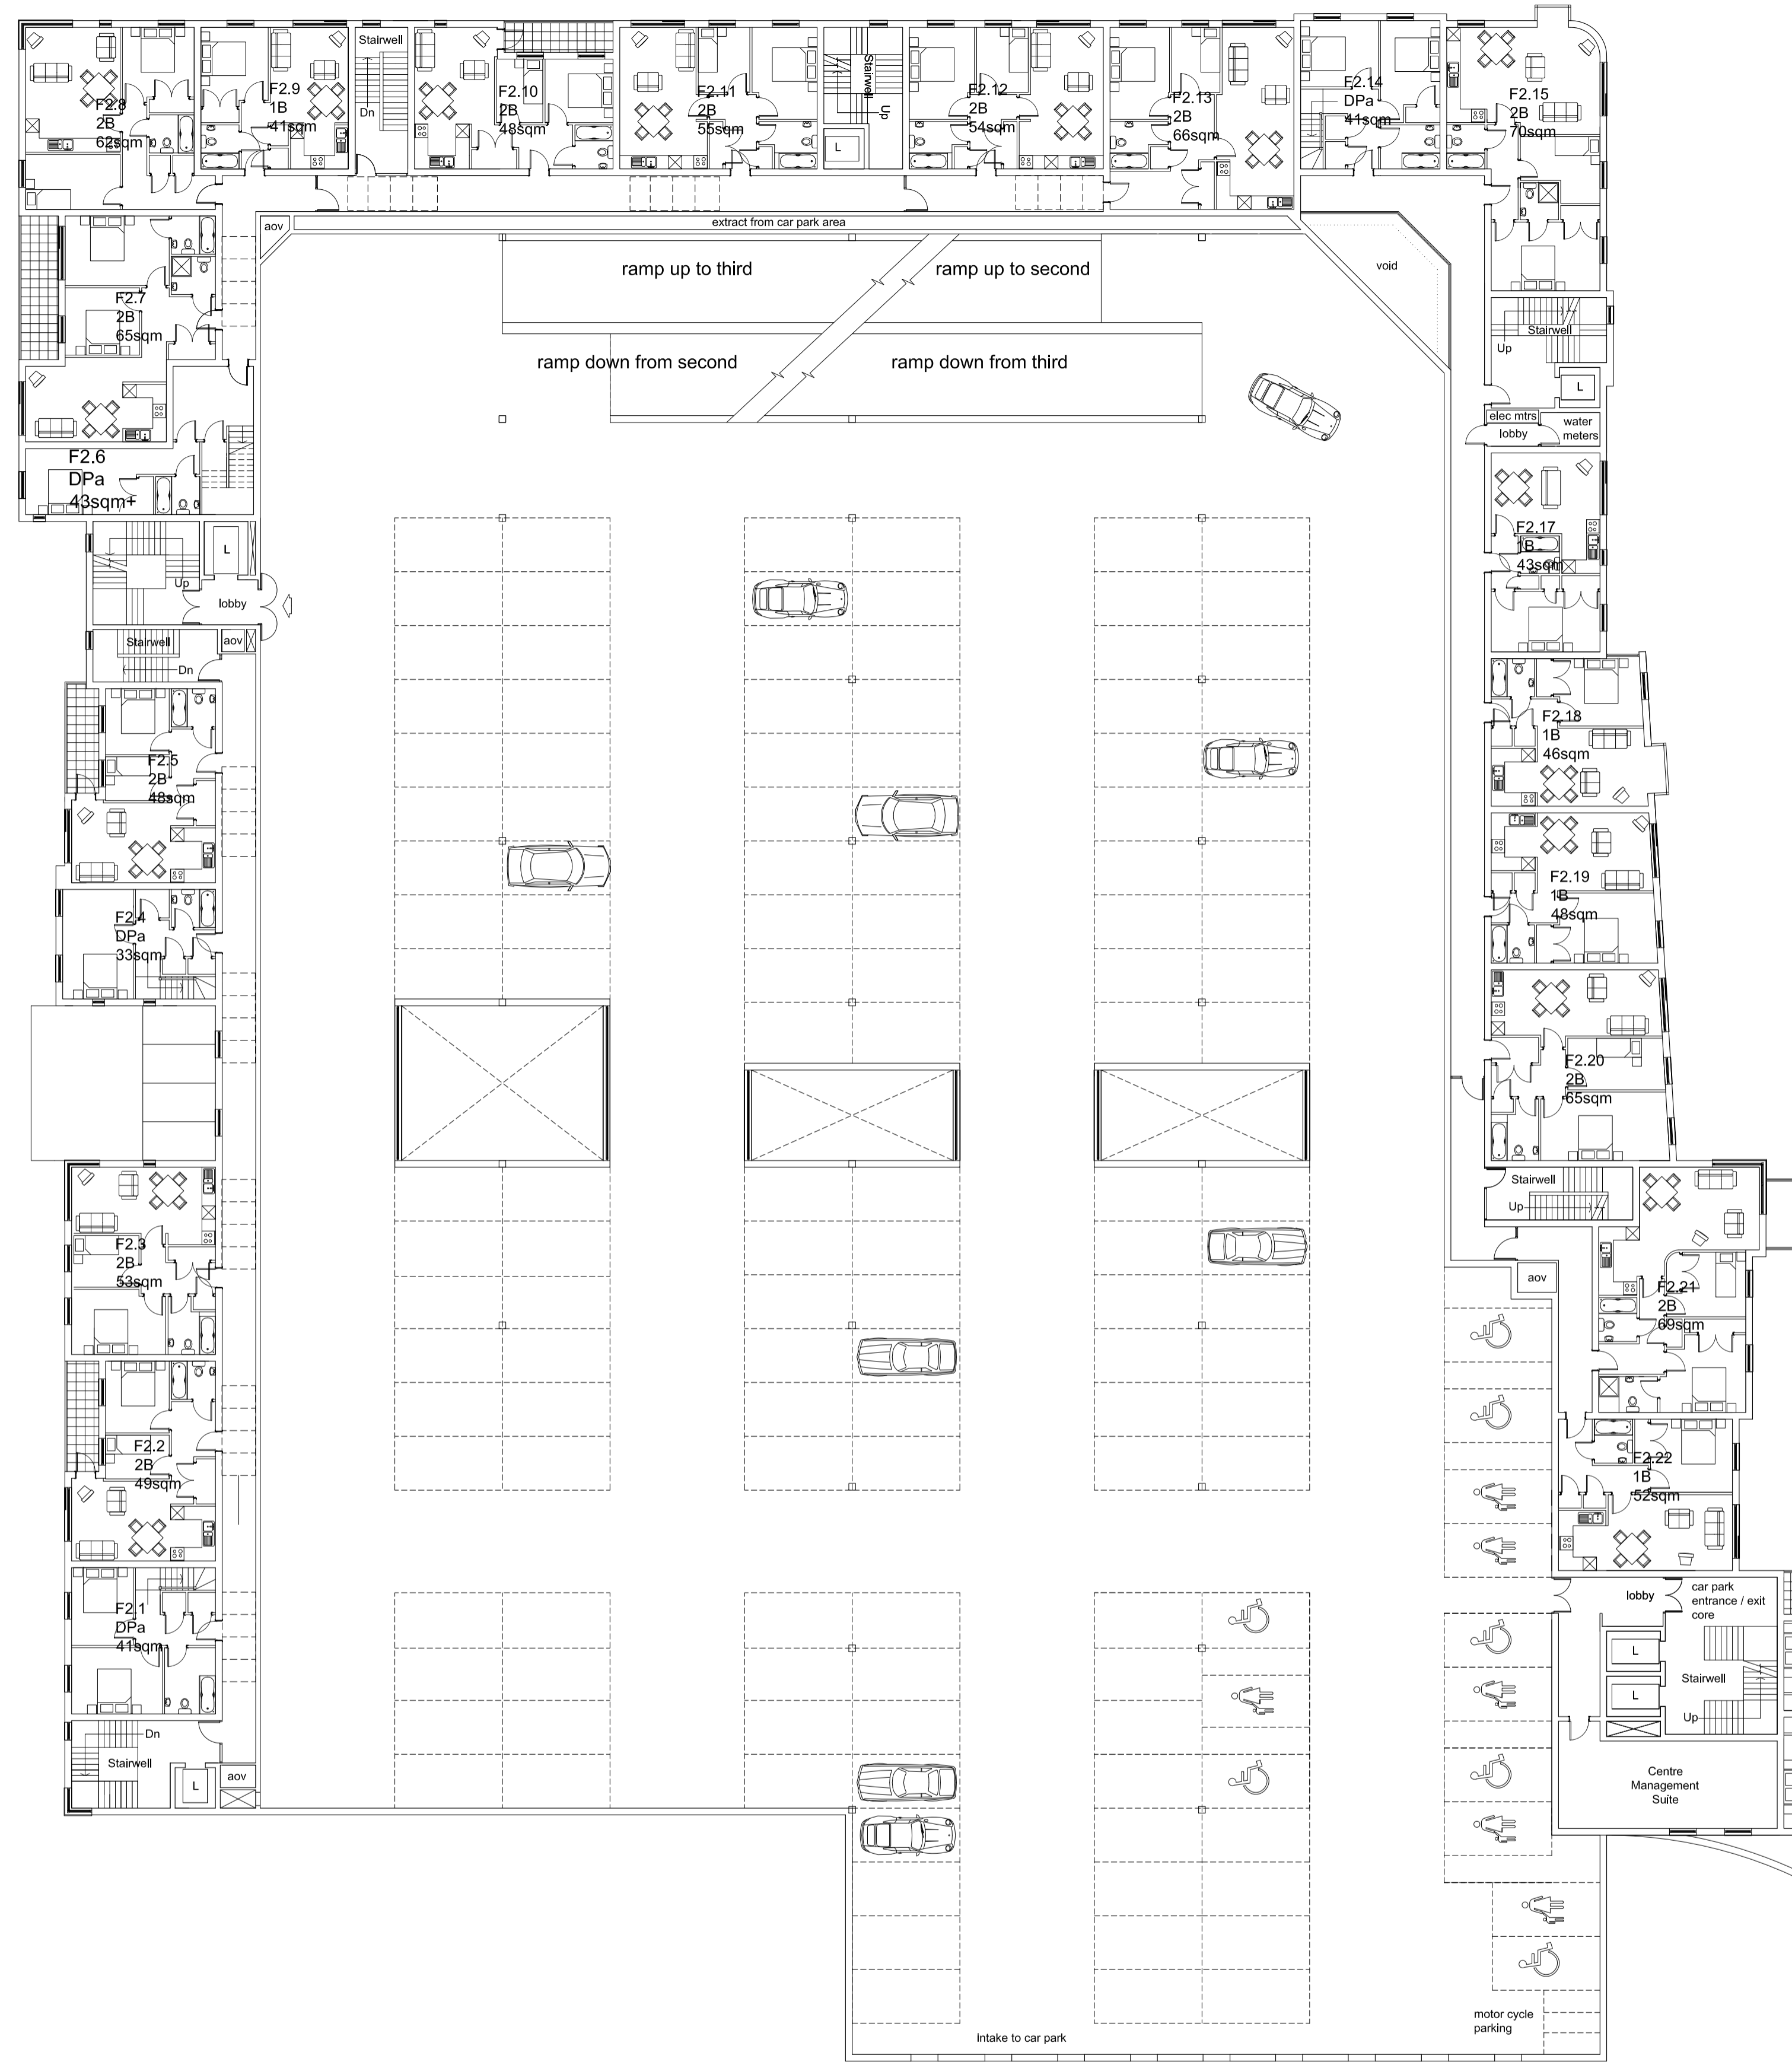 F2.8
2B
62sqm
F2.9
1B
41sqm
Stairwell
Dn
F2.10
2B
48sqm
F2.11
2B
55sqm
Stairwell
Up
L
F2.12
2B
54sqm
F2.13
2B
66sqm
F2.14
DPa
41sqm
F2.15
2B
70sqm
aov
extract from car park area
void
ramp up to third
ramp up to second
ramp down from second
ramp down from third
F2.7
2B
65sqm
F2.6
DPa
43sqm+
L
Up
lobby
Stairwell
aov
Dn
F2.5
2B
48sqm
F2.4
DPa
33sqm
F2.3
2B
53sqm
F2.2
2B
49sqm
F2.1
DPa
41sqm
Dn
Stairwell
L
aov
Stairwell
Up
L
elec mtrs
lobby
water
meters
F2.17
1B
43sqm
F2.18
1B
46sqm
F2.19
1B
48sqm
F2.20
2B
65sqm
Stairwell
Up
aov
F2.21
2B
69sqm
F2.22
1B
52sqm
lobby
car park
entrance / exit
core
L
L
Stairwell
Up
Centre
Management
Suite
motor cycle
parking
intake to car park